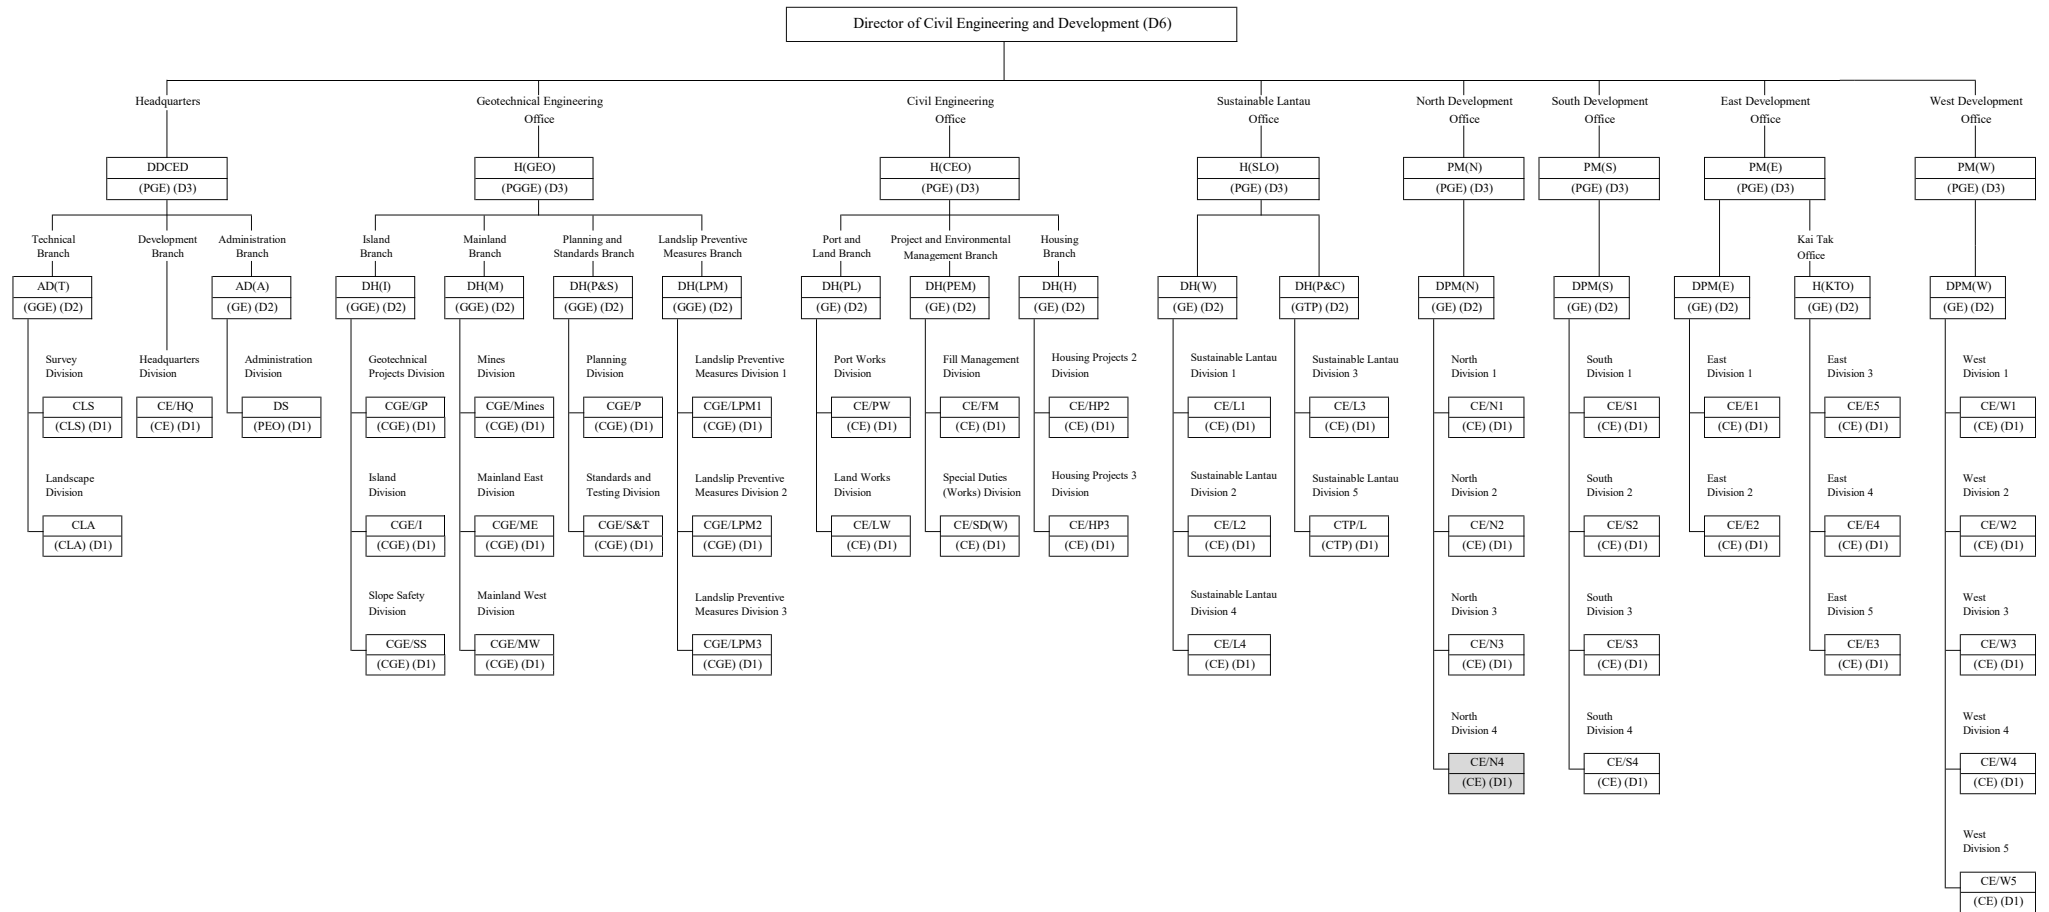 Director of Civil Engineering and Development (D6)
Headquarters
Geotechnical Engineering
Office
Civil Engineering
Office
Sustainable Lantau
Office
North Development
Office
South Development
Office
East Development
Office
West Development
Office
DDCED
(PGE) (D3)
H(GEO)
(PGGE) (D3)
H(CEO)
(PGE) (D3)
H(SLO)
(PGE) (D3)
PM(N)
(PGE) (D3)
PM(S)
(PGE) (D3)
PM(E)
(PGE) (D3)
PM(W)
(PGE) (D3)
Technical
Branch
Development
Branch
Administration
Branch
Island
Branch
Mainland
Branch
Planning and
Standards Branch
Landslip Preventive
Measures Branch
Port and
Land Branch
Project and Environmental
Management Branch
Housing
Branch
Kai Tak
Office
AD(T)
(GGE) (D2)
AD(A)
(GE) (D2)
DH(I)
(GGE) (D2)
DH(M)
(GGE) (D2)
DH(P&S)
(GGE) (D2)
DH(LPM)
(GGE) (D2)
DH(PL)
(GE) (D2)
DH(PEM)
(GE) (D2)
DH(H)
(GE) (D2)
DH(W)
(GE) (D2)
DH(P&C)
(GTP) (D2)
DPM(N)
(GE) (D2)
DPM(S)
(GE) (D2)
DPM(E)
(GE) (D2)
H(KTO)
(GE) (D2)
DPM(W)
(GE) (D2)
Survey
Division
Headquarters
Division
Administration
Division
Geotechnical
Projects Division
Mines
Division
Planning
Division
Landslip Preventive
Measures Division 1
Port Works
Division
Fill Management
Division
Housing Projects 2
Division
Sustainable Lantau
Division 1
Sustainable Lantau
Division 3
North
Division 1
South
Division 1
East
Division 1
East
Division 3
West
Division 1
CLS
(CLS) (D1)
CE/HQ
(CE) (D1)
DS
(PEO) (D1)
CGE/GP
(CGE) (D1)
CGE/Mines
(CGE) (D1)
CGE/P
(CGE) (D1)
CGE/LPM1
(CGE) (D1)
CE/PW
(CE) (D1)
CE/FM
(CE) (D1)
CE/HP2
(CE) (D1)
CE/L1
(CE) (D1)
CE/L3
(CE) (D1)
CE/N1
(CE) (D1)
CE/S1
(CE) (D1)
CE/E1
(CE) (D1)
CE/E5
(CE) (D1)
CE/W1
(CE) (D1)
Landscape
Division
Island
Division
Mainland East
Division
Standards and
Testing Division
Landslip Preventive
Measures Division 2
Land Works
Division
Special Duties
(Works) Division
Housing Projects 3
Division
Sustainable Lantau
Division 2
Sustainable Lantau
Division 5
North
Division 2
South
Division 2
East
Division 2
East
Division 4
West
Division 2
CLA
(CLA) (D1)
CGE/I
(CGE) (D1)
CGE/ME
(CGE) (D1)
CGE/S&T
(CGE) (D1)
CGE/LPM2
(CGE) (D1)
CE/LW
(CE) (D1)
CE/SD(W)
(CE) (D1)
CE/HP3
(CE) (D1)
CE/L2
(CE) (D1)
CTP/L
(CTP) (D1)
CE/N2
(CE) (D1)
CE/S2
(CE) (D1)
CE/E2
(CE) (D1)
CE/E4
(CE) (D1)
CE/W2
(CE) (D1)
Slope Safety
Division
Mainland West
Division
Landslip Preventive
Measures Division 3
Sustainable Lantau
Division 4
North
Division 3
South
Division 3
East
Division 5
West
Division 3
CGE/SS
(CGE) (D1)
CGE/MW
(CGE) (D1)
CGE/LPM3
(CGE) (D1)
CE/L4
(CE) (D1)
CE/N3
(CE) (D1)
CE/S3
(CE) (D1)
CE/E3
(CE) (D1)
CE/W3
(CE) (D1)
North
Division 4
South
Division 4
West
Division 4
CE/N4
(CE) (D1)
CE/S4
(CE) (D1)
CE/W4
(CE) (D1)
West
Division 5
CE/W5
(CE) (D1)